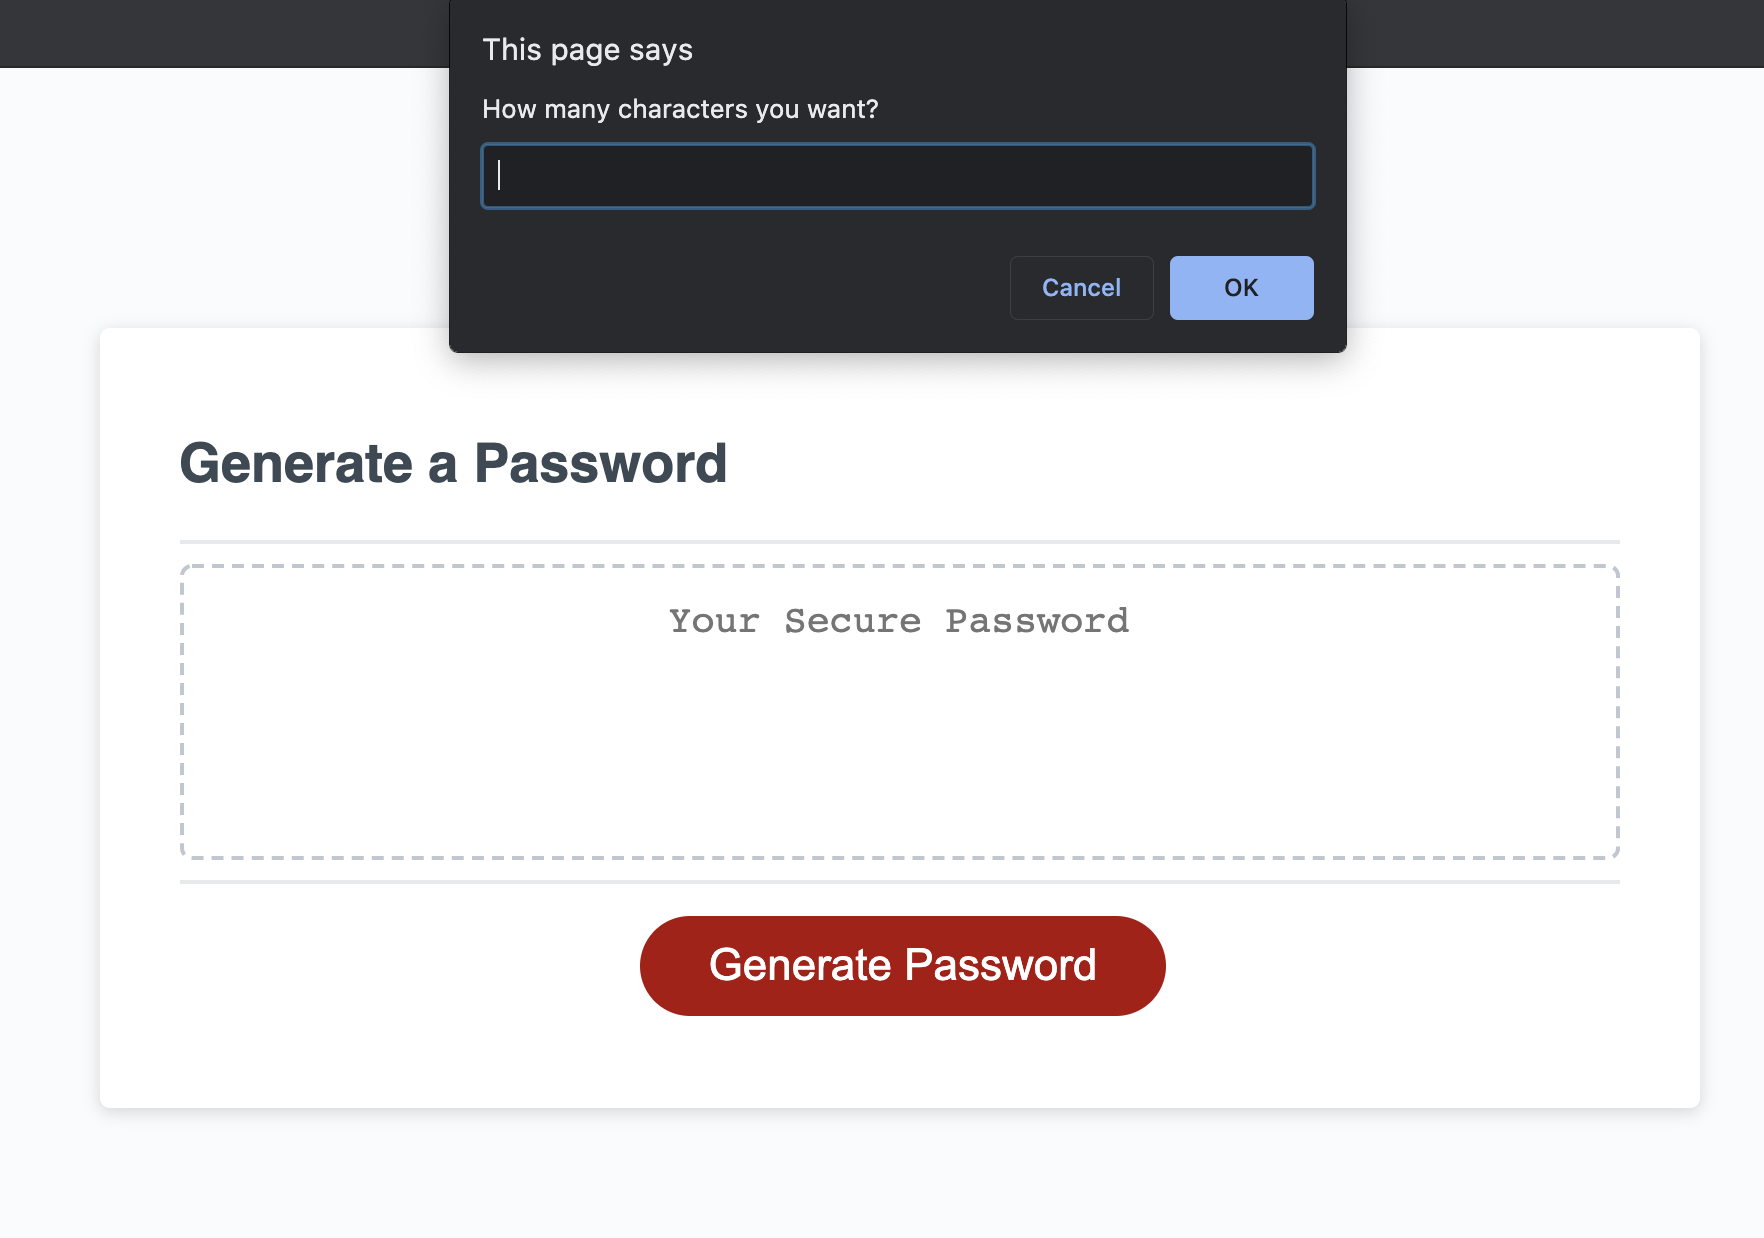 This page says
How many characters you want?
Cancel
OK
Generate a Password
Your Secure Password
Generate Password